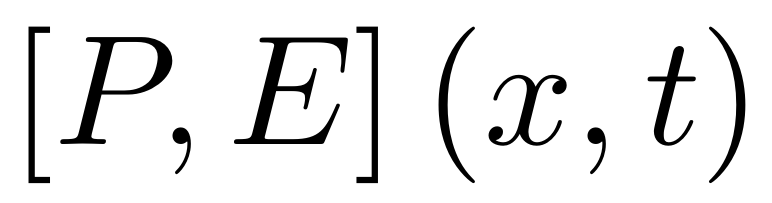 [P, E] (x, t)